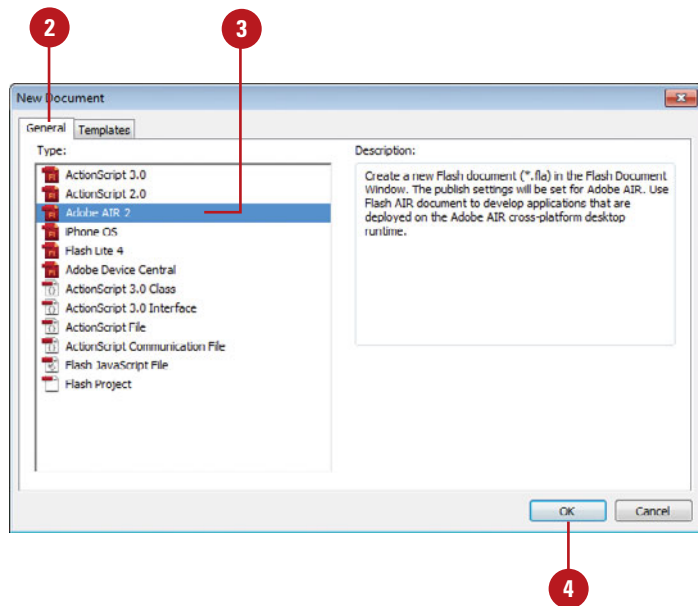 2
3
New Document
General
Templates
Type:
Description:
ActionScript 3.0
ActionScript 2.0
Adobe AIR 2
iPhone OS
Flash Lite 4
Adobe Device Central
ActionScript 3.0 Class
ActionScript 3.0 Interface
ActionScript File
ActionScript Communication File
Flash JavaScript File
Flash Project
Create a new Flash document (*.fla) in the Flash Document
Window. The publish settings will be set for Adobe AIR. Use
Flash AIR document to develop applications that are
deployed on the Adobe AIR cross-platform desktop
runtime.
OK
Cancel
4